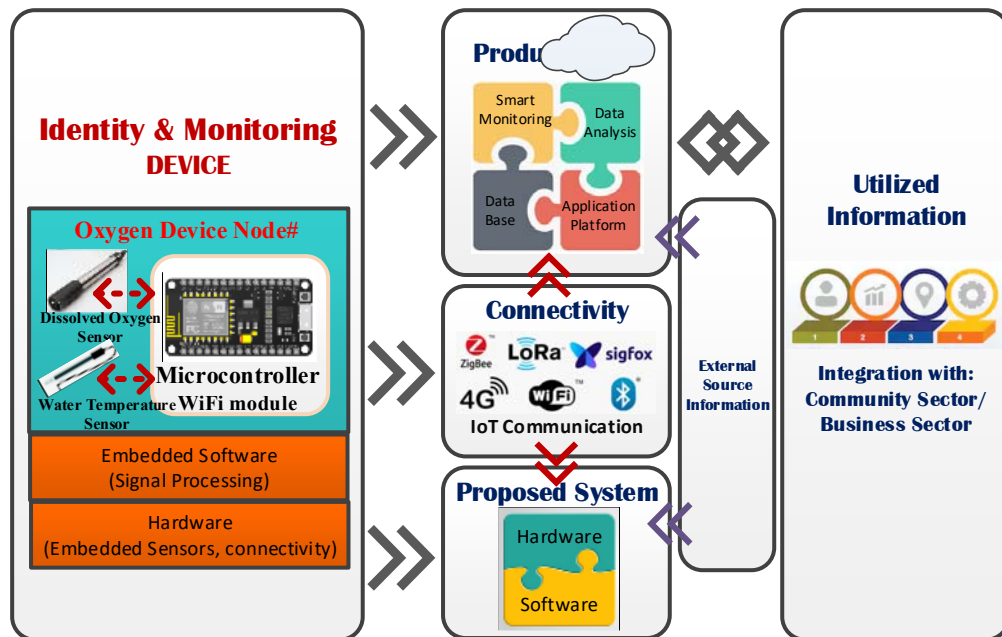 Identity & Monitoring
DEVICE
Oxygen Device Node#
Dissolved Oxygen
Sensor
Water Temperature
Sensor
Microcontroller
WiFi module
Embedded Software
(Signal Processing)
Hardware
(Embedded Sensors, connectivity)
Smart
Monitoring
Data
Analysis
Data
Base
Application
Platform
Connectivity
ZigBee
LoRa
sigfox
4G
WiFi
IoT Communication
Proposed System
Hardware
Software
External
Source
Information
Utilized
Information
1
2
3
4
Integration with:
Community Sector/
Business Sector